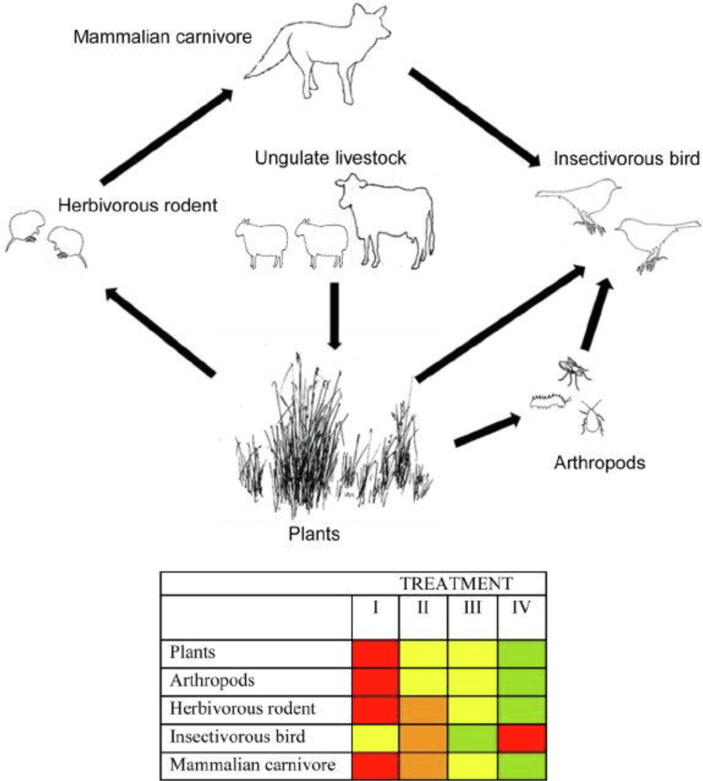 Mammalian carnivore
Ungulate livestock
Insectivorous bird
Herbivorous rodent
Arthropods
Plants
TREATMENT
I II III IV
Plants
Arthropods
Herbivorous rodent
Insectivorous bird
Mammalian carnivore